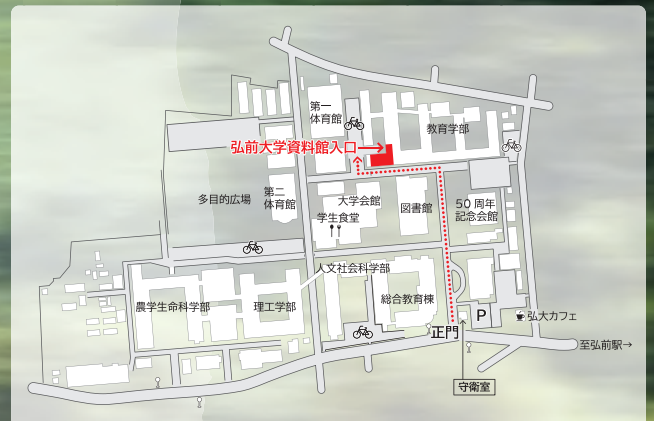 第一
体育館
教育学部
弘前大学資料館入口
多目的広場
第二
体育館
大学会館
学生食堂
図書館
50 周年
記念会館
人文社会科学部
農学生命科学部
理工学部
総合教育棟
P
弘大カフェ
正門
至弘前駅→
守衛室